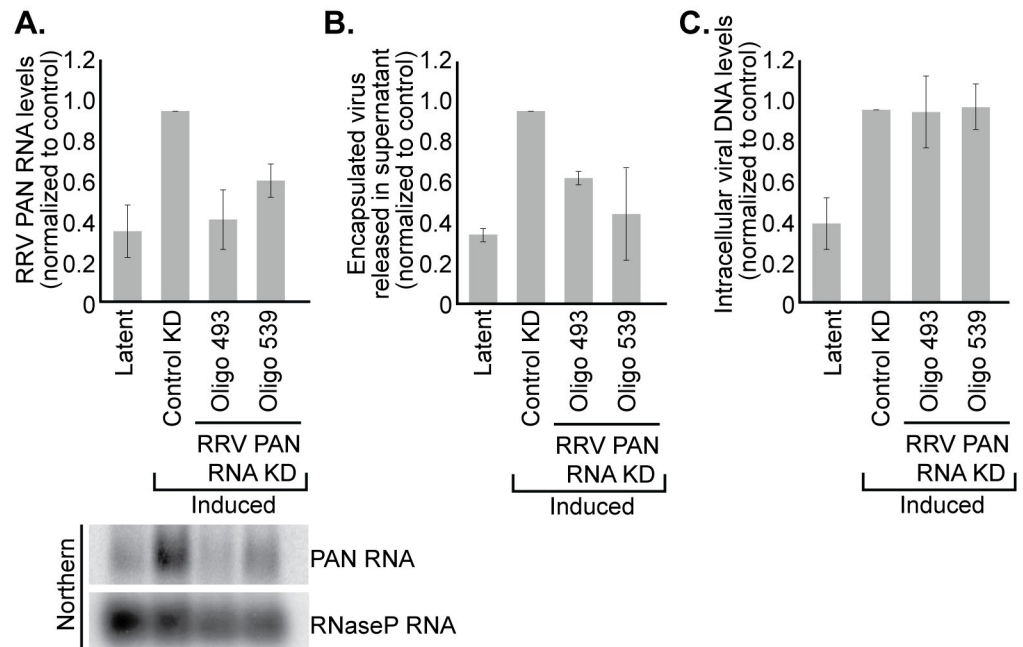 A.
RRV PAN RNA levels
(normalized to control)
1.2
1.0
0.8
0.6
0.4
0.2
0
Latent
Control KD
Oligo 493
Oligo 539
RRV PAN
RNA KD
Induced
Northern
PAN RNA
RNaseP RNA
B.
Encapsulated virus
released in supernatant
(normalized to control)
1.2
1.0
0.8
0.6
0.4
0.2
0
Latent
Control KD
Oligo 493
Oligo 539
RRV PAN
RNA KD
Induced
C.
Intracellular viral DNA levels
(normalized to control)
1.2
1.0
0.8
0.6
0.4
0.2
0
Latent
Control KD
Oligo 493
Oligo 539
RRV PAN
RNA KD
Induced